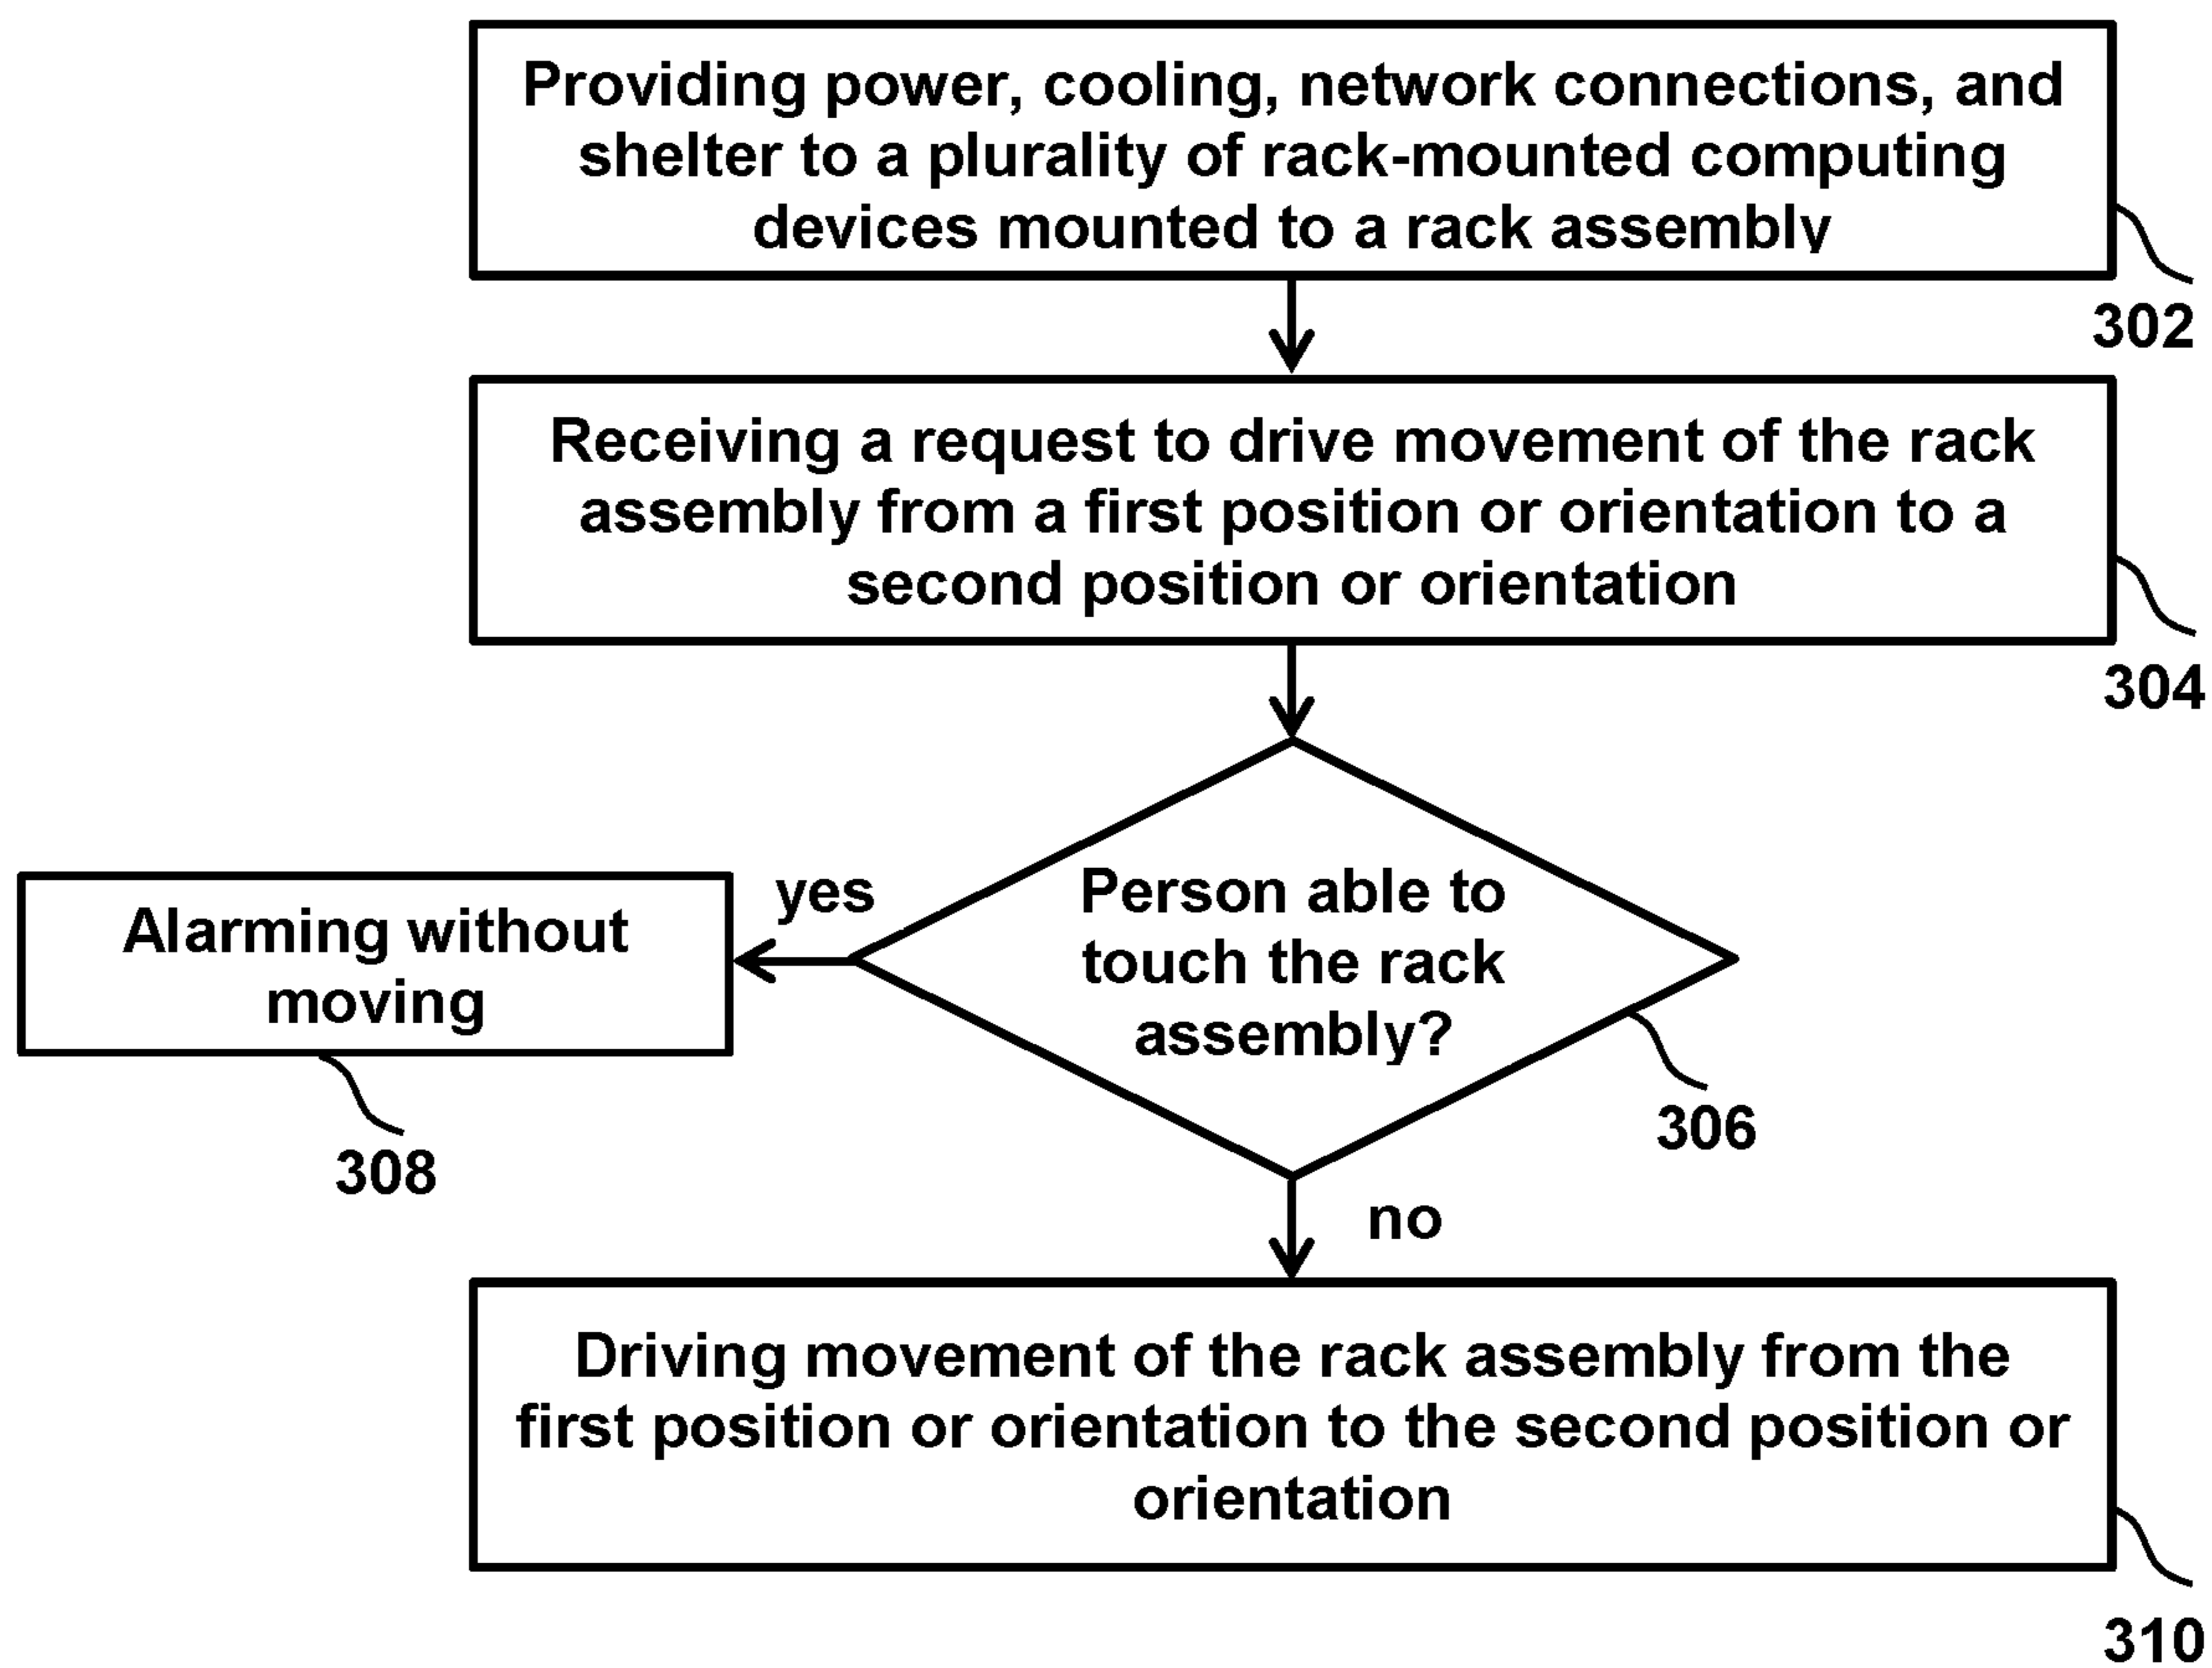 Providing power, cooling, network connections, and
shelter to a plurality of rack-mounted computing
devices mounted to a rack assembly
302
Receiving a request to drive movement of the rack
assembly from a first position or orientation to a
second position or orientation
304
Person able to
touch the rack
assembly?
306
yes
Alarming without
moving
308
no
Driving movement of the rack assembly from the
first position or orientation to the second position or
orientation
310